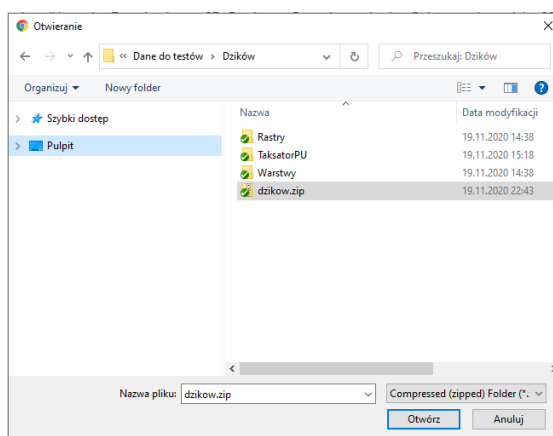 Otwieranie
« Dane do testów > Dzików
Przeszukaj: Dzików
Organizuj
Nowy folder
Nazwa
Data modyfikacji
Szybki dostęp
Pulpit
Rastry
19.11.2020 14:38
TaksatorPU
19.11.2020 15:18
Warstwy
19.11.2020 14:38
dzikow.zip
19.11.2020 22:43
Nazwa pliku:
dzikow.zip
Compressed (zipped) Folder (*.
Otwórz
Anuluj